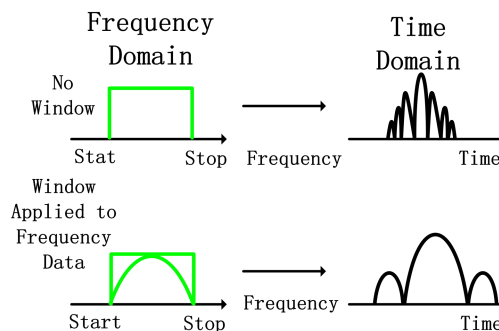 Frequency
Domain
Time
Domain
No
Window
Stat
Stop
Frequency
Time
Window
Applied to
Frequency
Data
Start
Stop
Frequency
Time